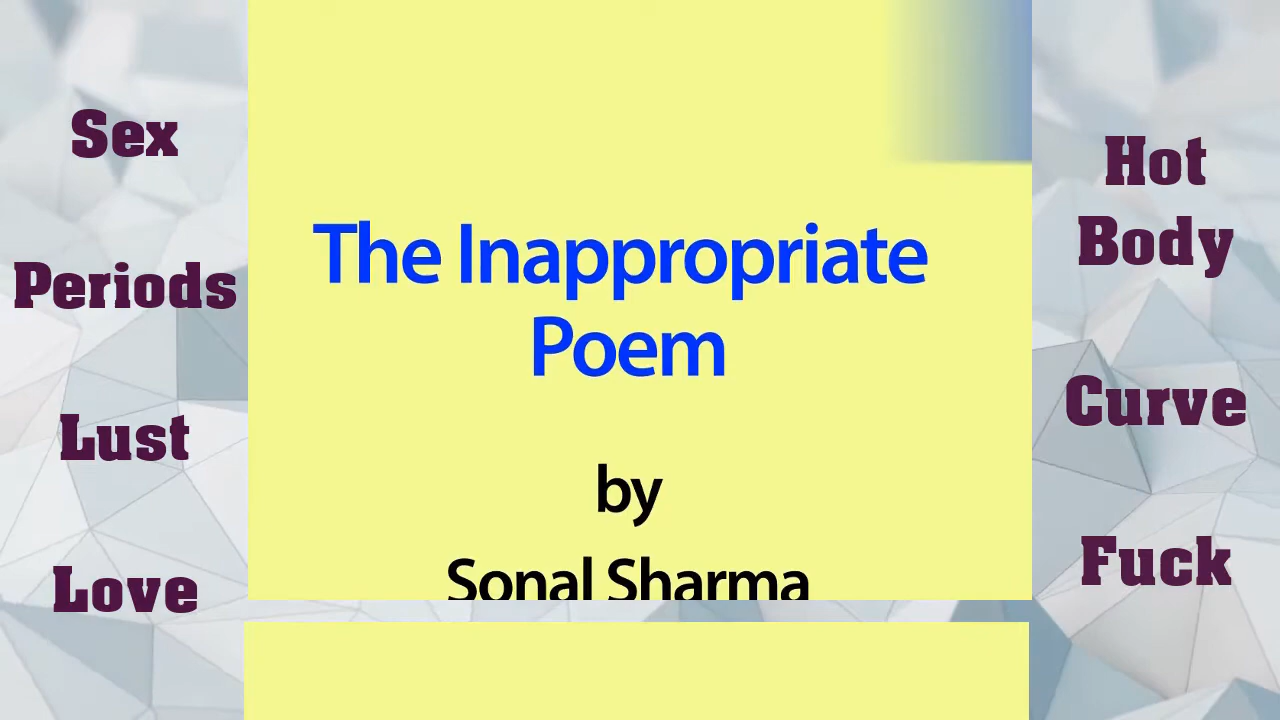 Sex
Periods
Lust
Love
The Inappropriate
Poem
by
Sonal Sharma
Hot
Body
Curve
Fuck